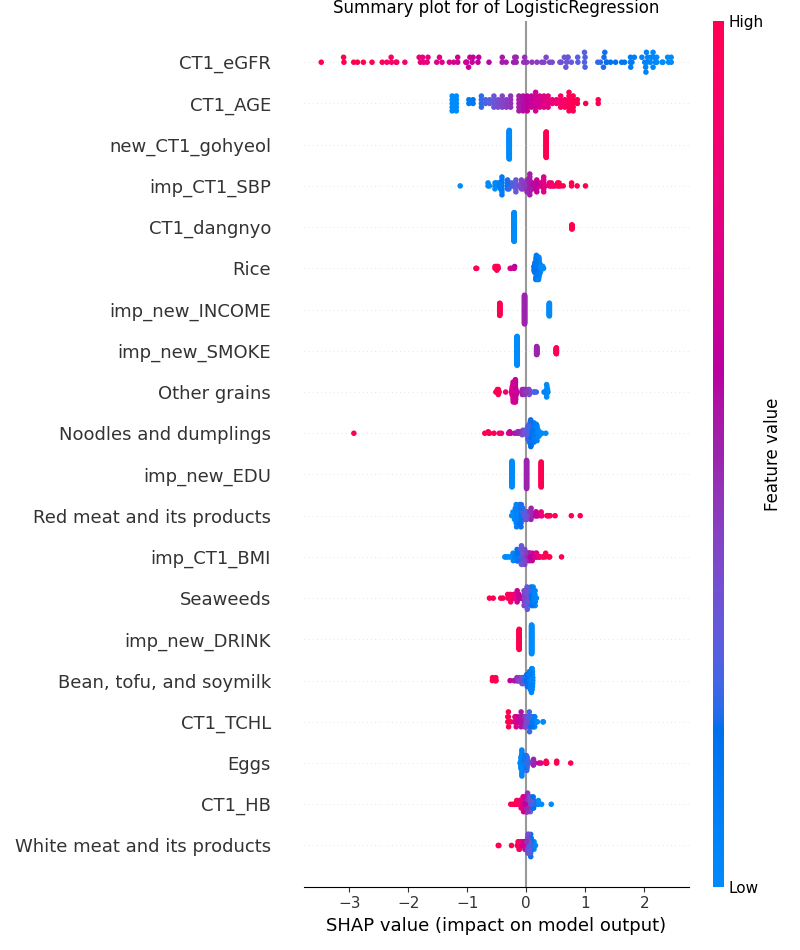 Summary plot for of LogisticRegression
High
CT1_eGFR
CT1_AGE
new_CT1_gohyeol
imp_CT1_SBP
CT1_dangnyo
Rice
imp_new_INCOME
imp_new_SMOKE
Other grains
Noodles and dumplings
imp_new_EDU
Red meat and its products
imp_CT1_BMI
Seaweeds
imp_new_DRINK
Bean, tofu, and soymilk
CT1_TCHL
Eggs
CT1_HB
White meat and its products
Feature value
Low
−3 −2 −1 0 1 2
SHAP value (impact on model output)